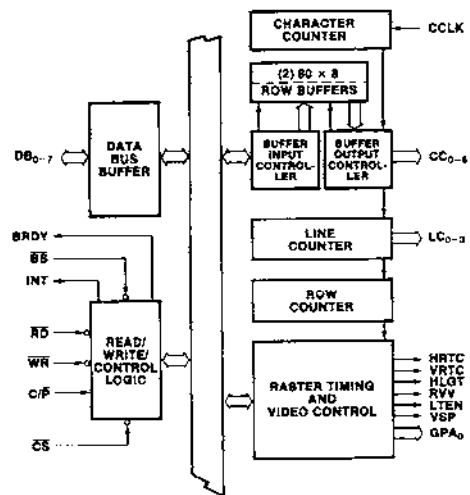 CHARACTER
COUNTER
CCLK
(2) 80 × 8
ROW BUFFERS
DB0-7
DATA
BUS
BUFFER
BUFFER
INPUT
CONTROL-
LER
BUFFER
OUTPUT
CONTROL-
LER
CC0-6
BRDY
LINE
COUNTER
LC0-3
BS
INT
ROW
COUNTER
RD
WR
C/P
CS
READ/
WRITE/
CONTROL
LOGIC
RASTER TIMING
AND
VIDEO CONTROL
HRTC
VRTC
HLGT
RVV
LTEN
VSP
GPA0